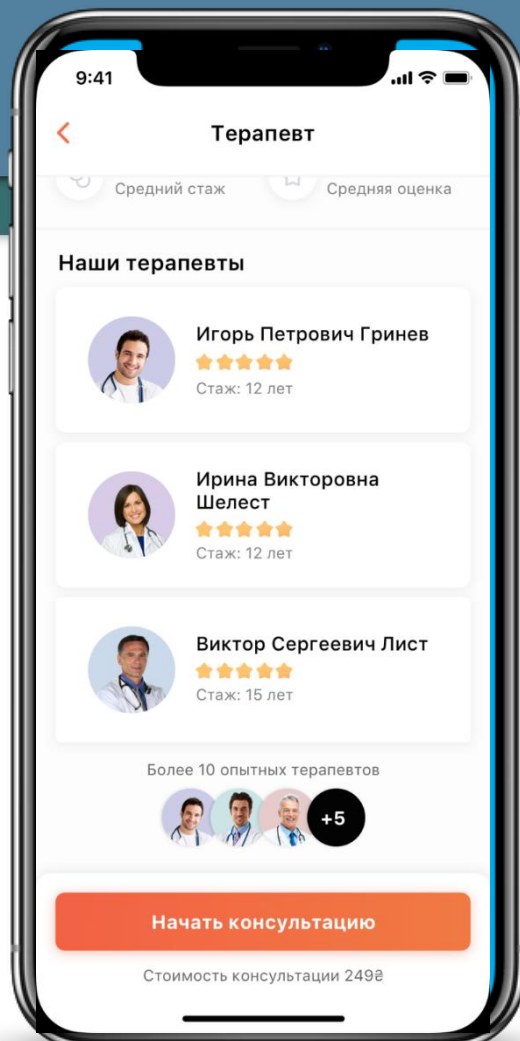 9:41
Терапевт
Средний стаж
Средняя оценка
Наши терапевты
Игорь Петрович Гринев
Стаж: 12 лет
Ирина Викторовна
Шелест
Стаж: 12 лет
Виктор Сергеевич Лист
Стаж: 15 лет
Более 10 опытных терапевтов
+5
Начать консультацию
Стоимость консультации 249₴